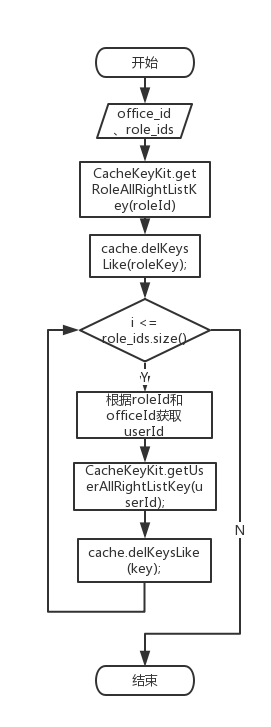 开始
office_id
、role_ids
CacheKeyKit.get
RoleAllRightListK
ey(roleId)
cache.delKeys
Like(roleKey);
i <=
role_ids.size()
Y
根据roleId和
officeId获取
userId
CacheKeyKit.getUs
erAllRightListKey(u
serId);
N
cache.delKeysLike
(key);
结束